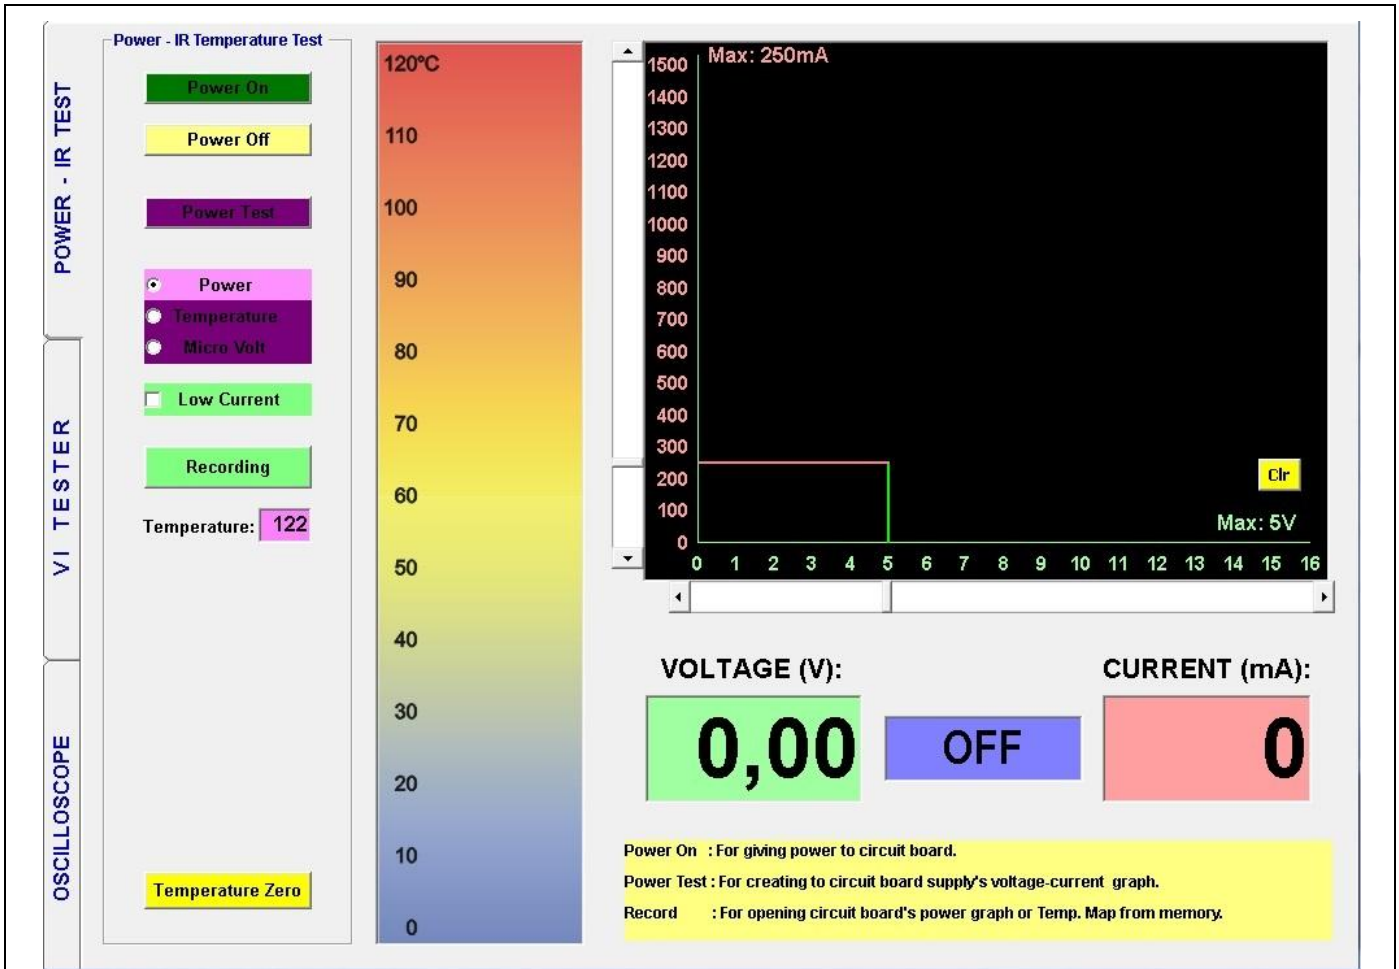 POWER - IR TEST
VI TESTER
OSCILLOSCOPE
Power - IR Temperature Test
Power On
Power Off
Power Test
Power
Temperature
Micro Volt
Low Current
Recording
Temperature: 122
Temperature Zero
120°C
110
100
90
80
70
60
50
40
30
20
10
0
Max: 250mA
1500
1400
1300
1200
1100
1000
900
800
700
600
500
400
300
200
100
0
Clr
Max: 5V
0 1 2 3 4 5 6 7 8 9 10 11 12 13 14 15 16
VOLTAGE (V): CURRENT (mA):
0,00 OFF 0
Power On : For giving power to circuit board.
Power Test : For creating to circuit board supply's voltage-current graph.
Record : For opening circuit board's power graph or Temp. Map from memory.